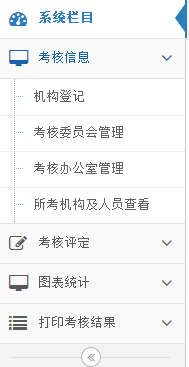 系统栏目
考核信息
机构登记
考核委员会管理
考核办公室管理
所考机构及人员查看
考核评定
图表统计
打印考核结果